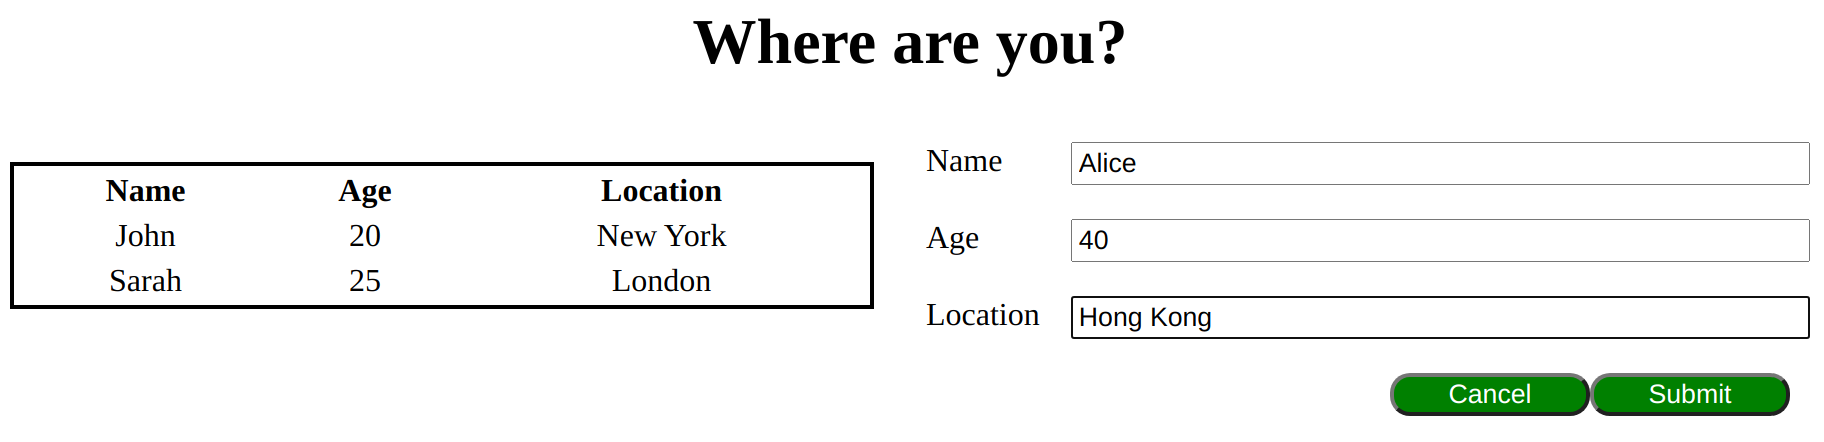 Where are you?
Name Age Location
John 20 New York
Sarah 25 London
Name Alice
Age 40
Location Hong Kong
Cancel Submit